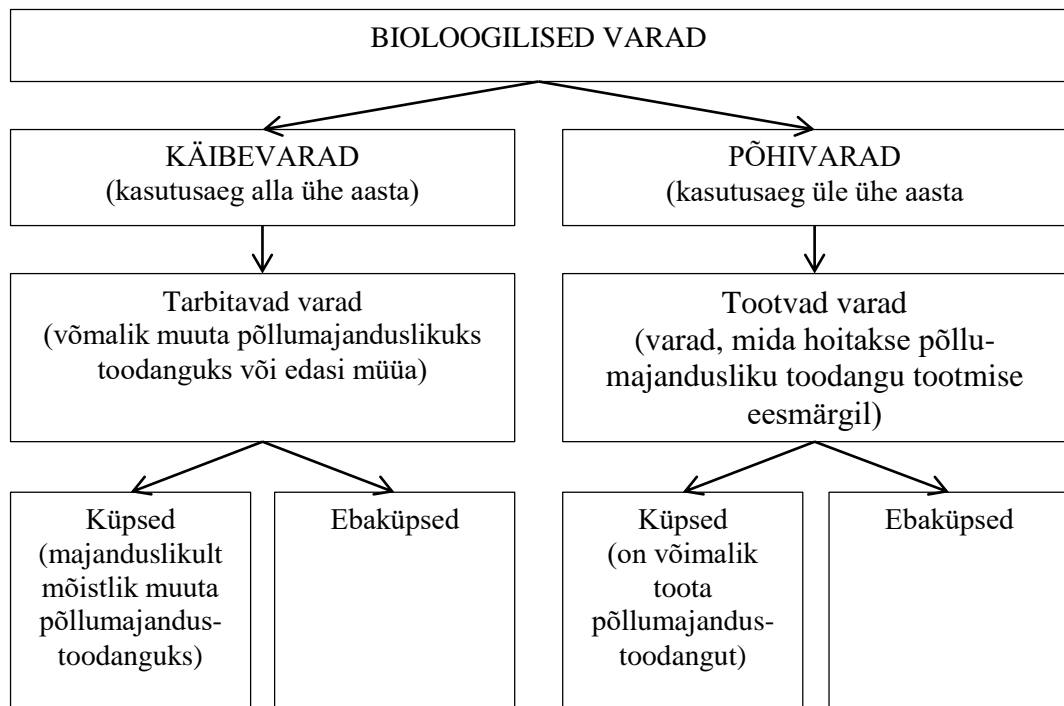 BIOLOOGILISED VARAD
KÄIBEVARAD
(kasutusaeg alla ühe aasta)
PÕHIVARAD
(kasutusaeg üle ühe aasta
Tarbitavad varad
(võmalik muuta põllumajanduslikuks
toodanguks või edasi müüa)
Tootvad varad
(varad, mida hoitakse põllu-
majandusliku toodangu tootmise
eesmärgil)
Küpsed
(majanduslikult
mõistlik muuta
põllumajandus-
toodanguks)
Ebaküpsed
Küpsed
(on võimalik
toota
põllumajandus-
toodangut)
Ebaküpsed